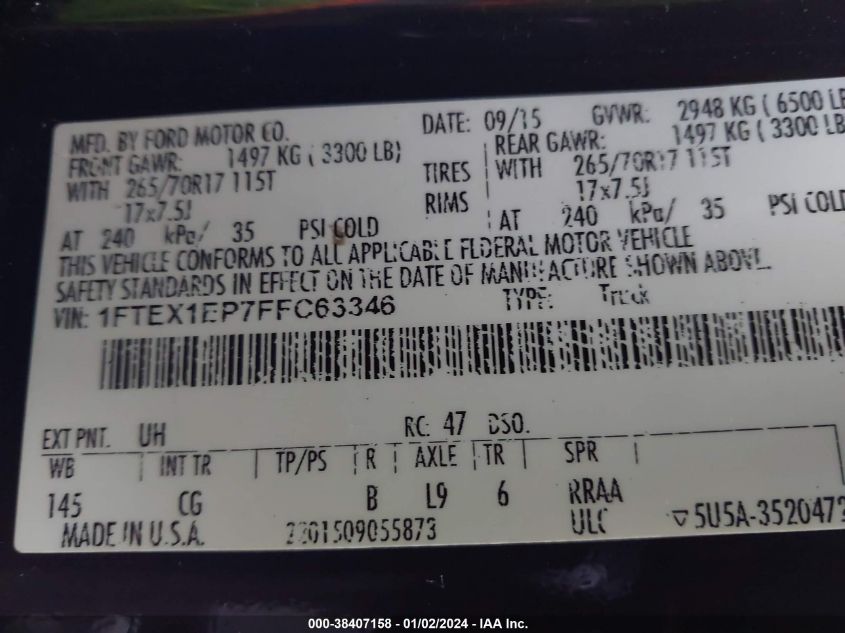 MFD. BY FORD MOTOR CO.
DATE: 09/15 GVWR: 2948 KG ( 6500 LB
FRONT GAWR: 1497 KG ( 3300 LB)
REAR GAWR: 1497 KG ( 3300 LB
WITH 265/70R17 115T
TIRES
WITH 265/70R17 115T
17x7.5J
RIMS
17x7.5J
AT 240 kPa/ 35 PSI COLD
AT 240 kPa/ 35 PSI COLD
THIS VEHICLE CONFORMS TO ALL APPLICABLE FEDERAL MOTOR VEHICLE
SAFETY STANDARDS IN EFFECT ON THE DATE OF MANUFACTURE SHOWN ABOVE.
VIN: 1FTEX1EP7FFC63346
TYPE: Truck
EXT PNT. UH RC: 47 DSO.
WB INT TR TP/PS R AXLE TR SPR
145 CG B L9 6 RRAA
MADE IN U.S.A. 2201509055873 ULC ▽5U5A-3520472
000-38407158 - 01/02/2024 - IAA Inc.